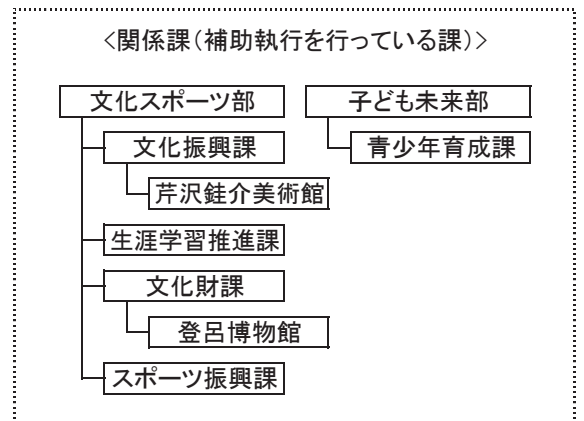 <関係課(補助執行を行っている課)>
文化スポーツ部
文化振興課
芹沢銈介美術館
生涯学習推進課
文化財課
登呂博物館
スポーツ振興課
子ども未来部
青少年育成課